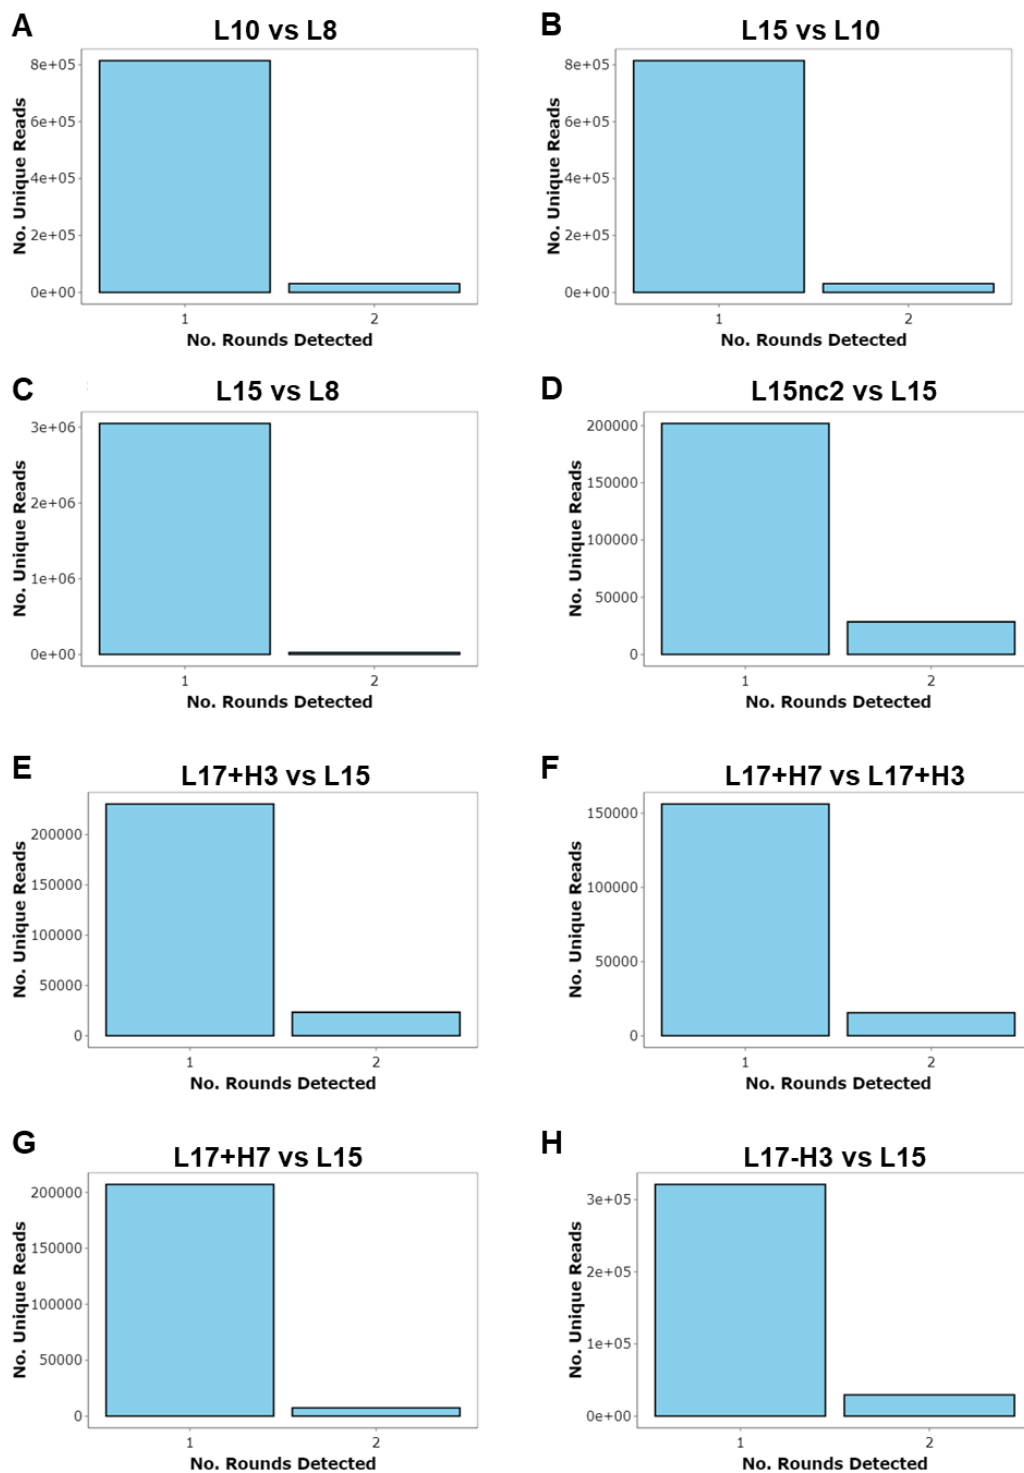 A
L10 vs L8
No. Unique Reads
8e+05
6e+05
4e+05
2e+05
0e+00
1
2
No. Rounds Detected
B
L15 vs L10
No. Unique Reads
8e+05
6e+05
4e+05
2e+05
0e+00
1
2
No. Rounds Detected
C
L15 vs L8
No. Unique Reads
3e+06
2e+06
1e+06
0e+00
1
2
No. Rounds Detected
D
L15nc2 vs L15
No. Unique Reads
200000
150000
100000
50000
0
1
2
No. Rounds Detected
E
L17+H3 vs L15
No. Unique Reads
200000
150000
100000
50000
0
1
2
No. Rounds Detected
F
L17+H7 vs L17+H3
No. Unique Reads
150000
100000
50000
0
1
2
No. Rounds Detected
G
L17+H7 vs L15
No. Unique Reads
200000
150000
100000
50000
0
1
2
No. Rounds Detected
H
L17-H3 vs L15
No. Unique Reads
3e+05
2e+05
1e+05
0e+00
1
2
No. Rounds Detected